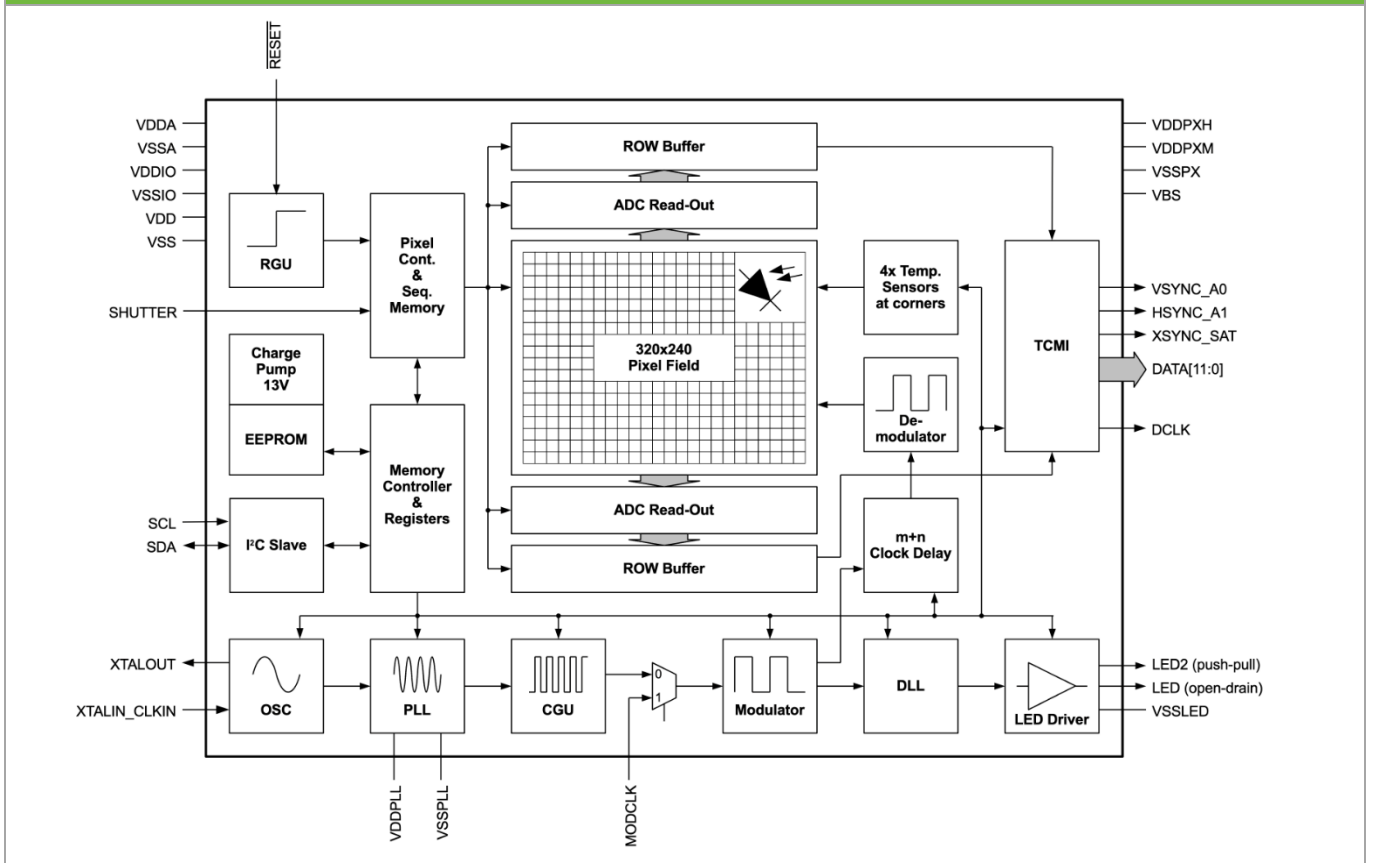 RESET
VDDA
VSSA
VDDIO
VSSIO
VDD
VSS
SHUTTER
SCL
SDA
XTALOUT
XTALIN_CLKIN
RGU
Pixel
Cont.
&
Seq.
Memory
Charge
Pump
13V
EEPROM
I²C Slave
Memory
Controller
&
Registers
ROW Buffer
ADC Read-Out
320x240
Pixel Field
ADC Read-Out
ROW Buffer
4x Temp.
Sensors
at corners
De-
modulator
m+n
Clock Delay
TCMI
OSC
PLL
CGU
0
1
Modulator
DLL
LED Driver
VDDPXH
VDDPXM
VSSPX
VBS
VSYNC_A0
HSYNC_A1
XSYNC_SAT
DATA[11:0]
DCLK
LED2 (push-pull)
LED (open-drain)
VSSLED
VDDPLL
VSSPLL
MODCLK